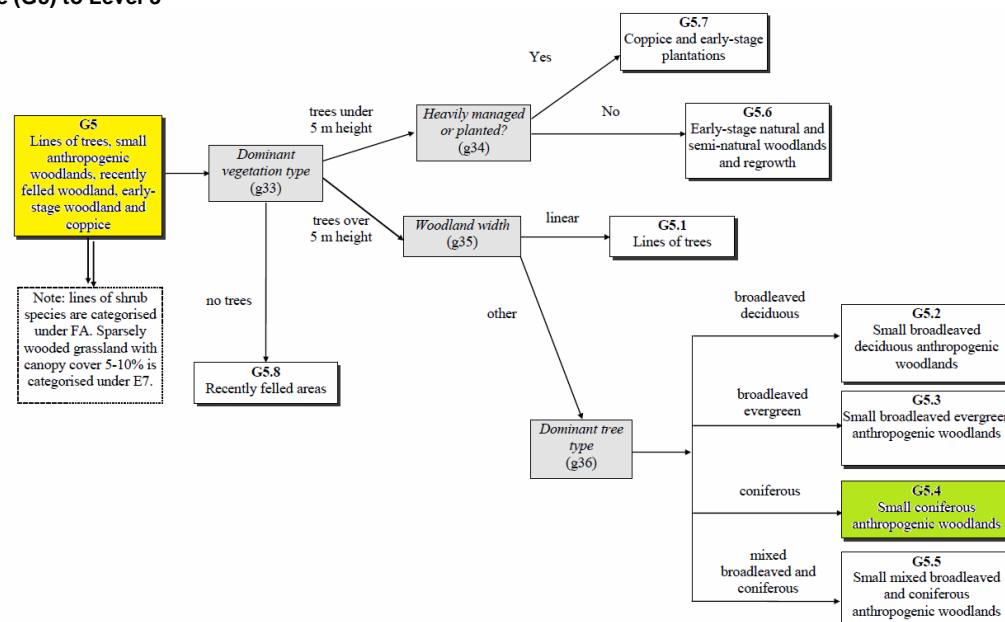 e (G5) to Level 3
G5
Lines of trees, small
anthropogenic
woodlands, recently
felled woodland, early-
stage woodland and
coppice
Note: lines of shrub
species are categorised
under FA. Sparsely
wooded grassland with
canopy cover 5-10% is
categorised under E7.
Dominant
vegetation type
(g33)
trees under
5 m height
trees over
5 m height
no trees
G5.8
Recently felled areas
Heavily managed
or planted?
(g34)
Yes
G5.7
Coppice and early-stage
plantations
No
G5.6
Early-stage natural and
semi-natural woodlands
and regrowth
Woodland width
(g35)
linear
G5.1
Lines of trees
other
Dominant tree
type
(g36)
broadleaved
deciduous
G5.2
Small broadleaved
deciduous anthropogenic
woodlands
broadleaved
evergreen
G5.3
Small broadleaved evergreen
anthropogenic woodlands
coniferous
G5.4
Small coniferous
anthropogenic woodlands
mixed
broadleaved and
coniferous
G5.5
Small mixed broadleaved
and coniferous
anthropogenic woodlands